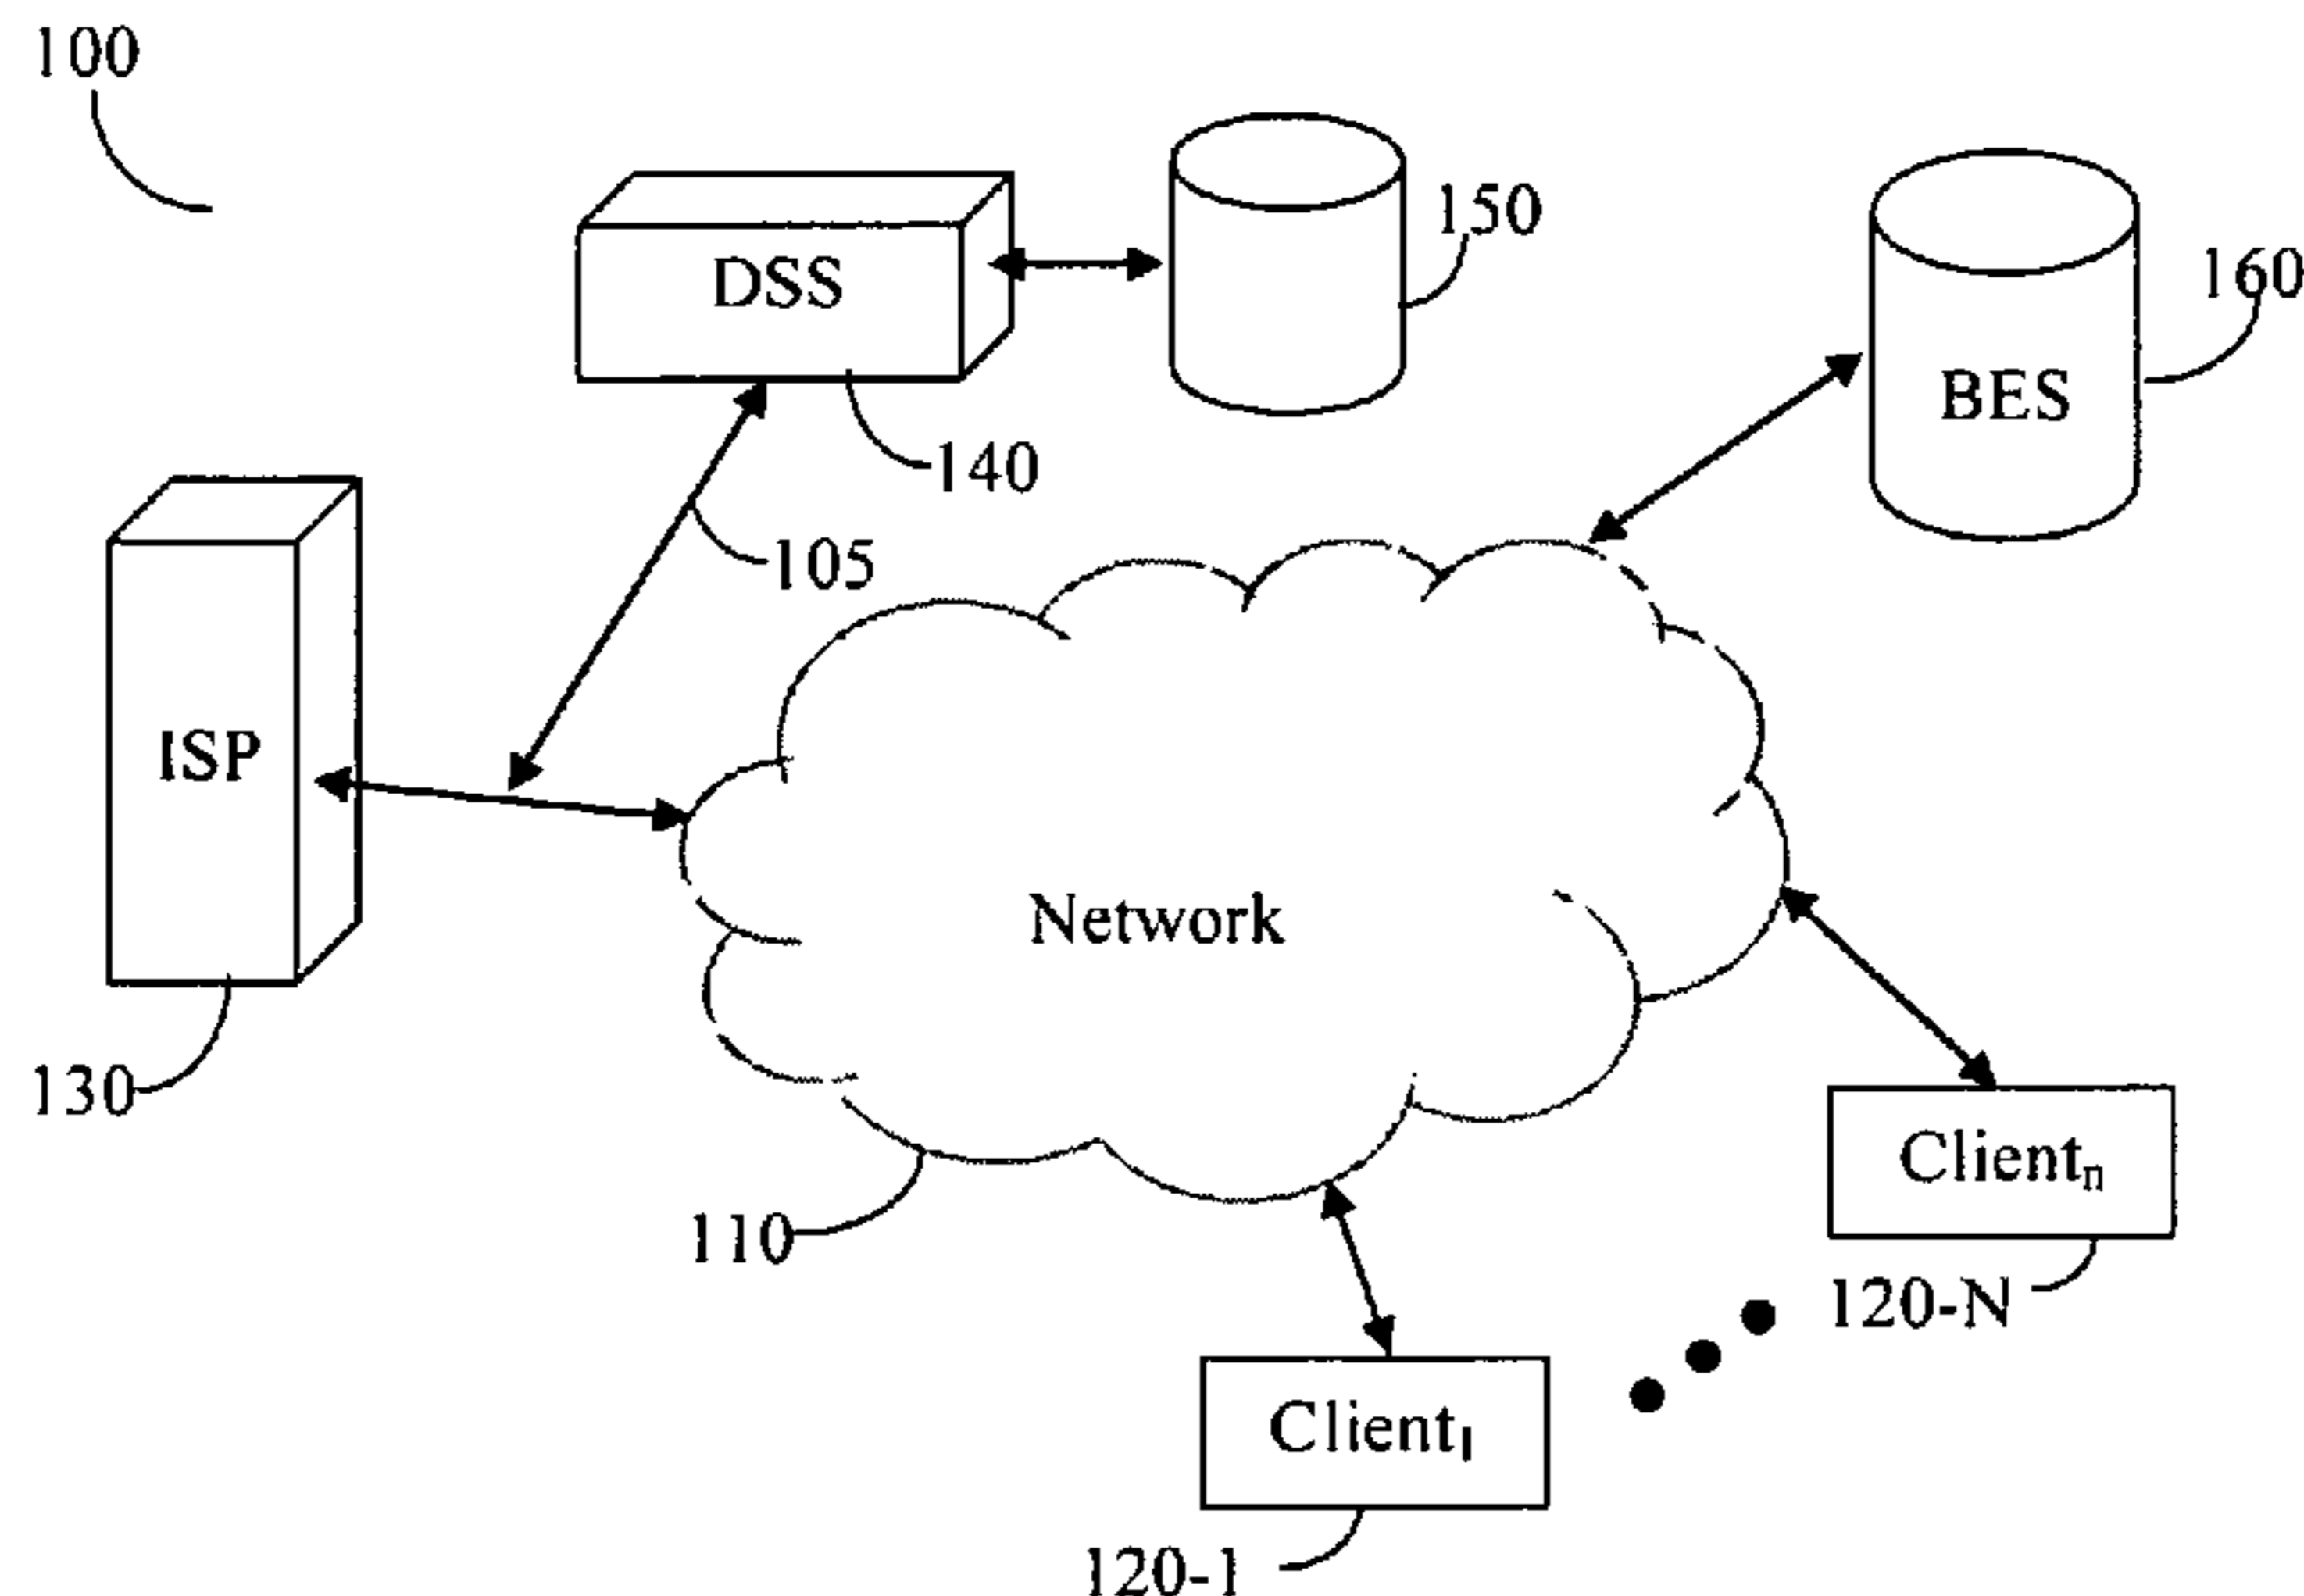 100
150
DSS
160
BES
140
105
ISP
Network
130
Clientₙ
110
120-N
Client₁
120-1